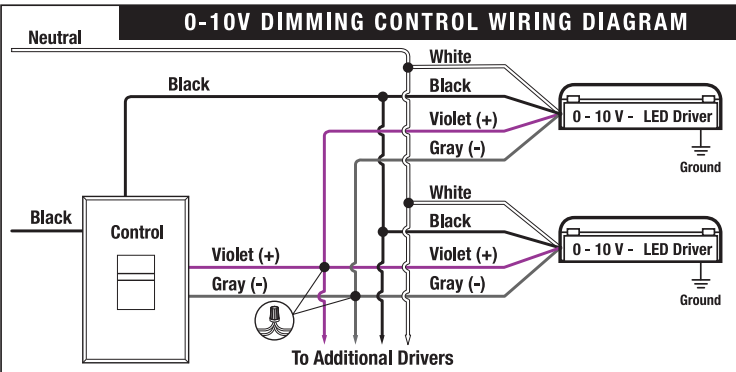 0-10V DIMMING CONTROL WIRING DIAGRAM
Neutral
White
Black
Black
Violet (+)
0 - 10 V - LED Driver
Gray (-)
Ground
White
Black
Black
Control
Violet (+)
Violet (+)
0 - 10 V - LED Driver
Gray (-)
Gray (-)
Ground
To Additional Drivers